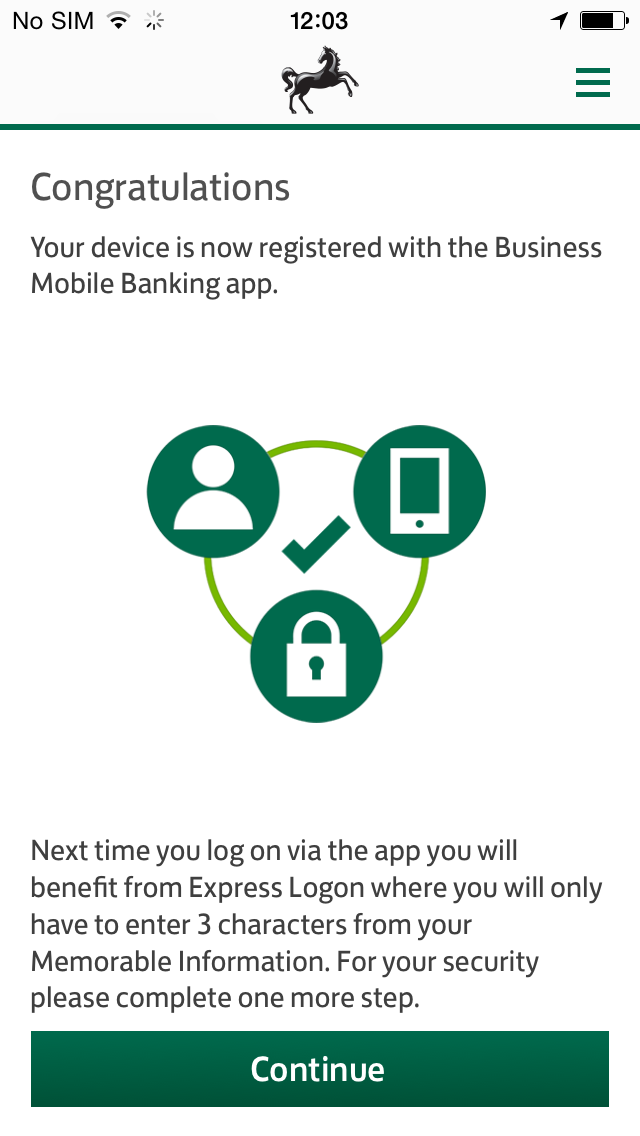 No SIM 12:03
Congratulations
Your device is now registered with the Business
Mobile Banking app.
Next time you log on via the app you will
benefit from Express Logon where you will only
have to enter 3 characters from your
Memorable Information. For your security
please complete one more step.
Continue